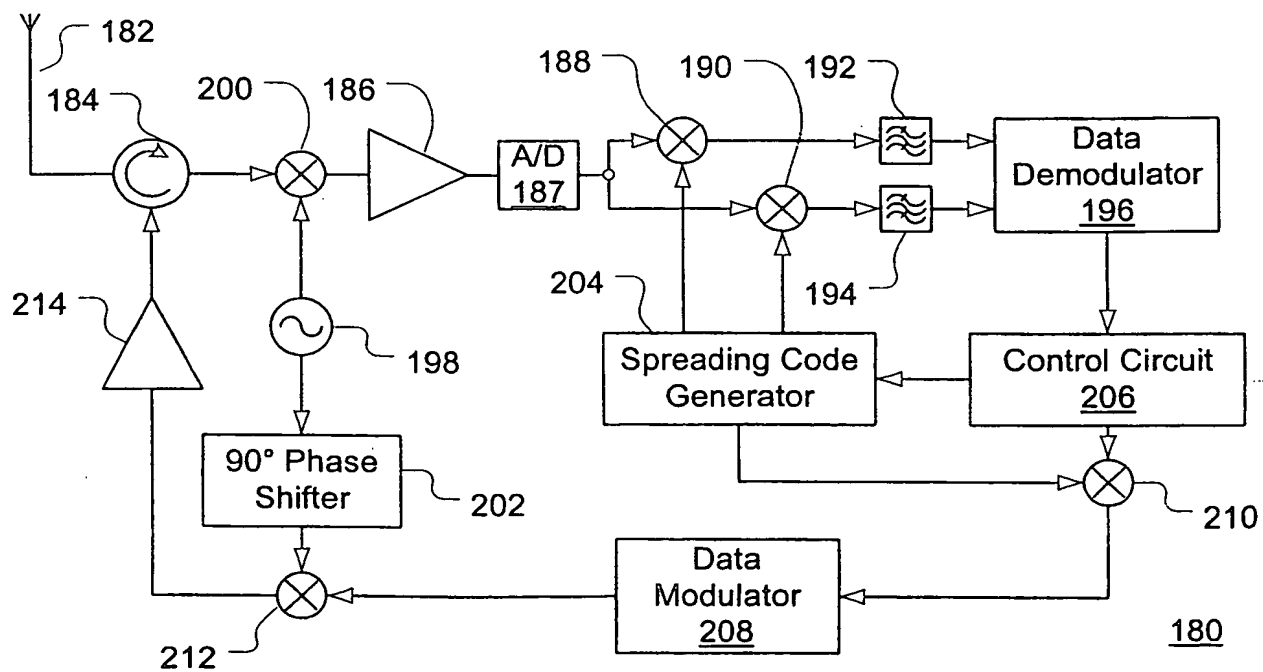 182
184
200
186
188
190
192
A/D
187
Data
Demodulator
196
194
204
214
198
Spreading Code
Generator
Control Circuit
206
90° Phase
Shifter
202
210
Data
Modulator
208
212
180